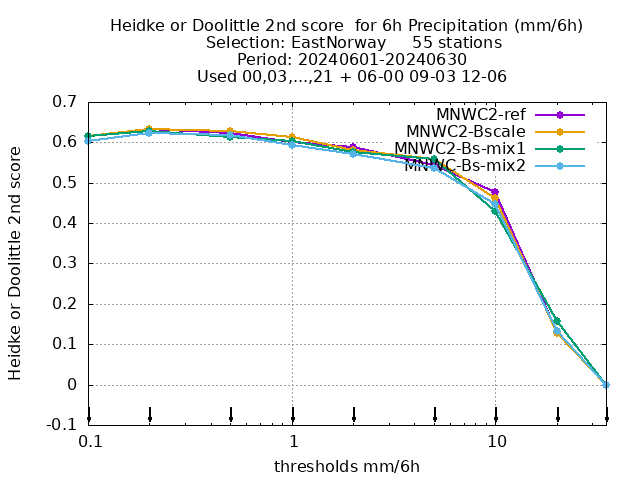 Heidke or Doolittle 2nd score  for 6h Precipitation (mm/6h)
Selection: EastNorway     55 stations
Period: 20240601-20240630
Used 00,03,...,21 + 06-00 09-03 12-06
MNWC2-ref
MNWC2-Bscale
MNWC2-Bs-mix1
MNWC-Bs-mix2
Heidke or Doolittle 2nd score
0.7
0.6
0.5
0.4
0.3
0.2
0.1
0
-0.1
0.1 1 10
thresholds mm/6h